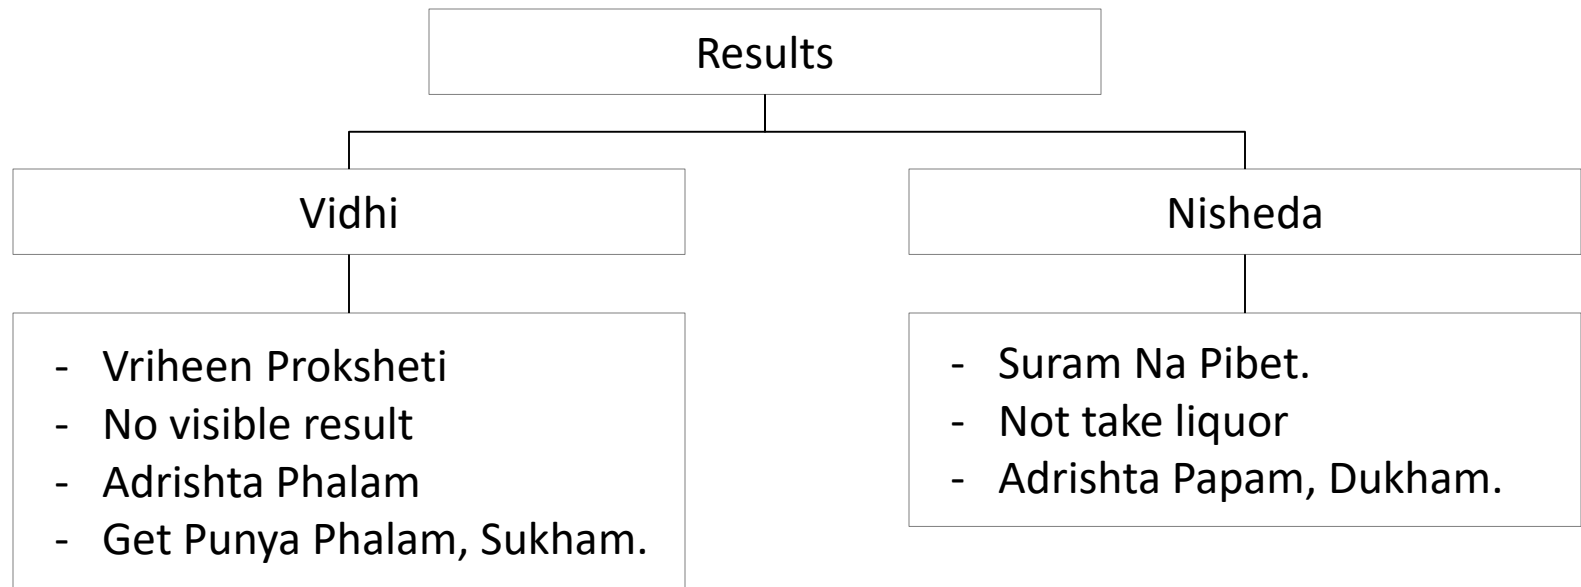 Results
Vidhi
Nisheda
- Vriheen Proksheti
- No visible result
- Adrishta Phalam
- Get Punya Phalam, Sukham.
- Suram Na Pibet.
- Not take liquor
- Adrishta Papam, Dukham.